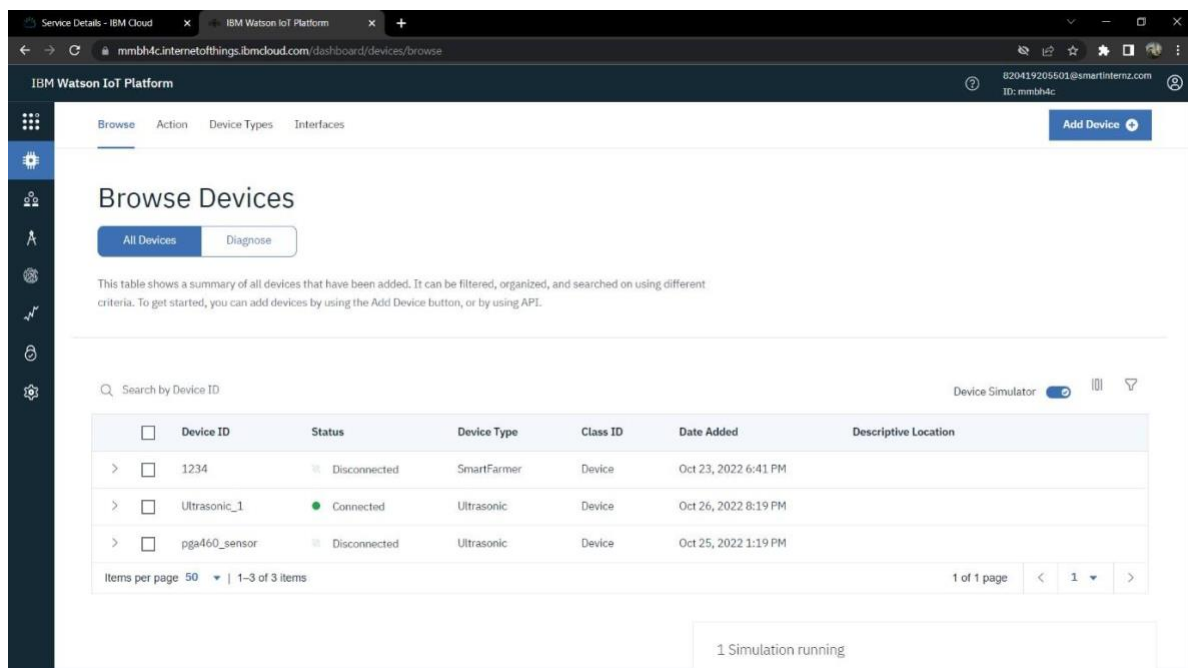 Service Details - IBM Cloud
IBM Watson IoT Platform
mmbh4c.internetofthings.ibmcloud.com/dashboard/devices/browse
IBM Watson IoT Platform
820419205501@smartinternz.com
ID: mmbh4c
Browse Action Device Types Interfaces
Add Device
Browse Devices
All Devices Diagnose
This table shows a summary of all devices that have been added. It can be filtered, organized, and searched on using different
criteria. To get started, you can add devices by using the Add Device button, or by using API.
Search by Device ID
Device Simulator
Device ID Status Device Type Class ID Date Added Descriptive Location
1234 Disconnected SmartFarmer Device Oct 23, 2022 6:41 PM
Ultrasonic_1 Connected Ultrasonic Device Oct 26, 2022 8:19 PM
pga460_sensor Disconnected Ultrasonic Device Oct 25, 2022 1:19 PM
Items per page 50 | 1–3 of 3 items
1 of 1 page 1
1 Simulation running